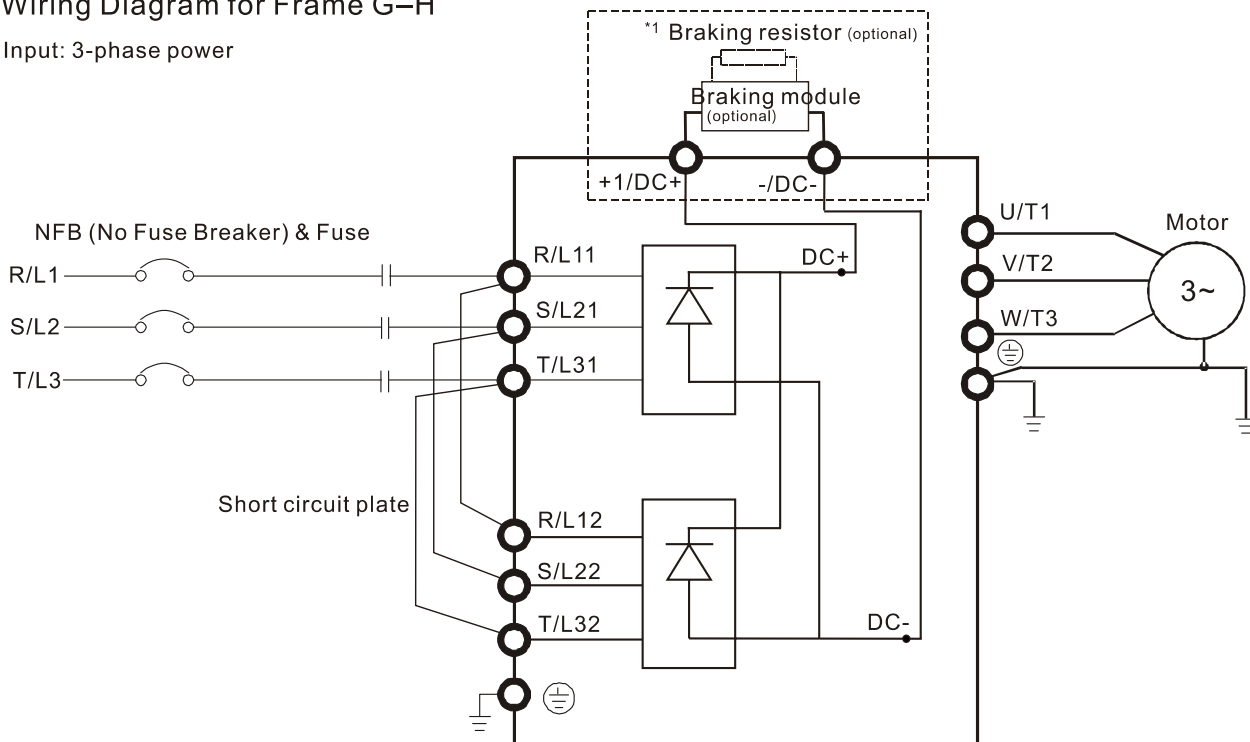 Wiring Diagram for Frame G–H
Input: 3-phase power
*1 Braking resistor (optional)
Braking module
(optional)
+1/DC+
-/DC-
NFB (No Fuse Breaker) & Fuse
R/L1
S/L2
T/L3
R/L11
S/L21
T/L31
DC+
U/T1
V/T2
W/T3
Motor
3~
Short circuit plate
R/L12
S/L22
T/L32
DC-